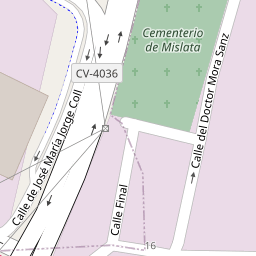 Cementerio
de Mislata
CV-4036
Calle de José María Jorge Coll
Calle del Doctor Mora Sanz
Calle Final
16